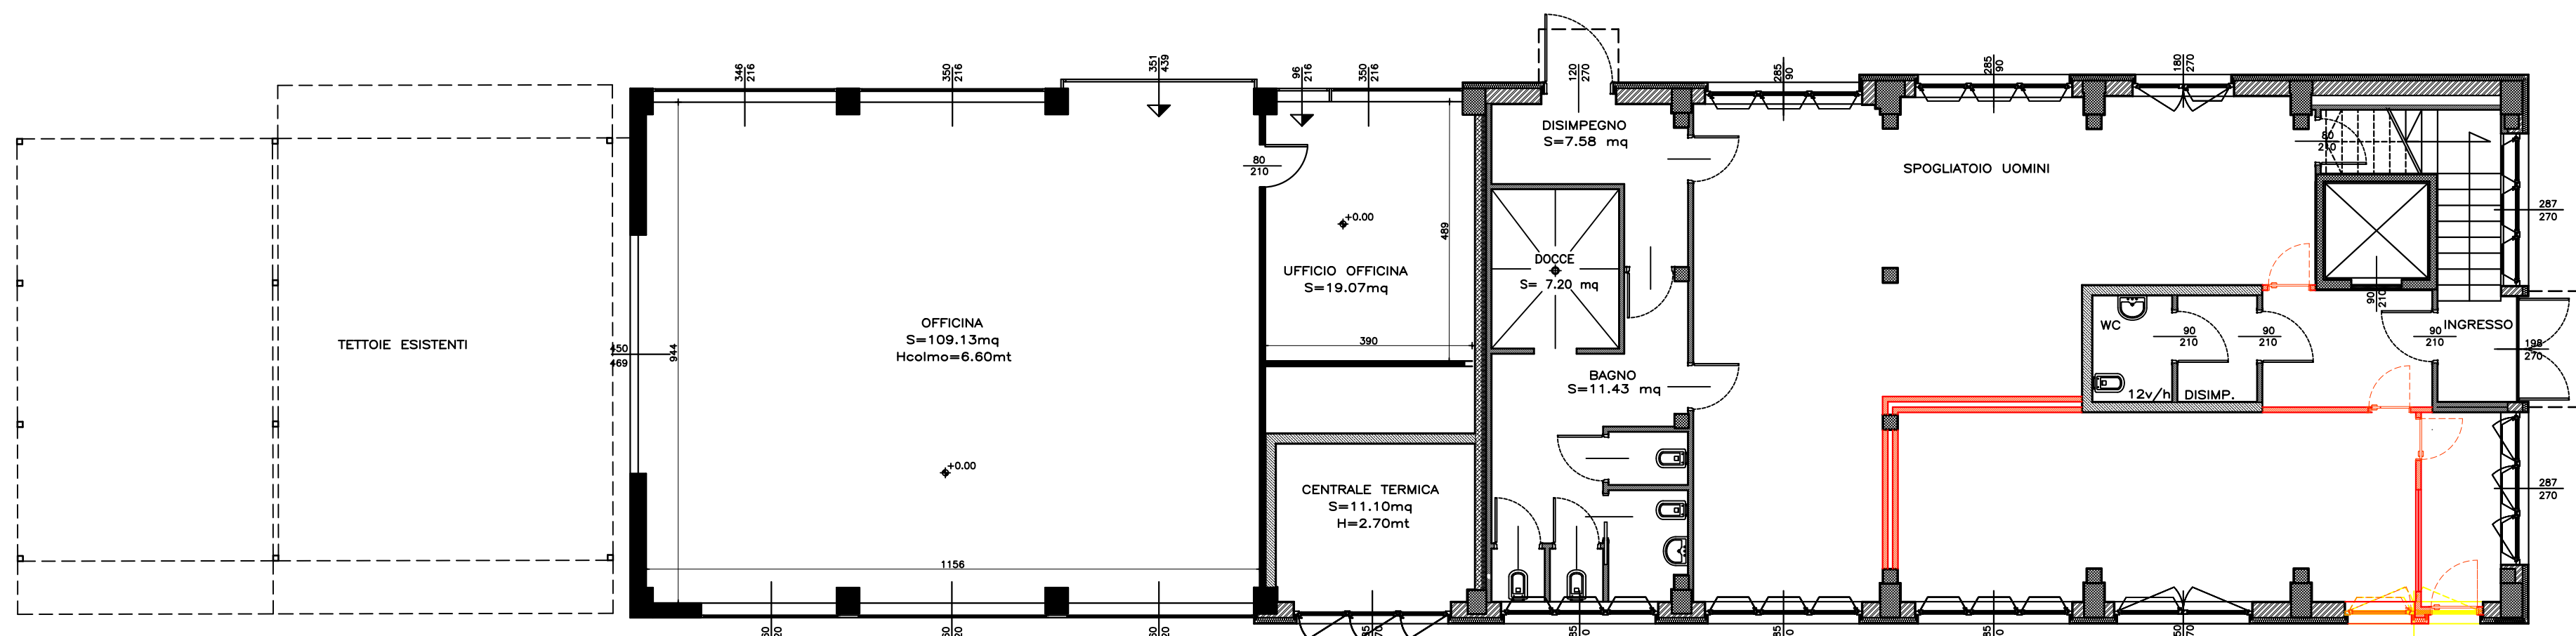 346
216
350
216
351
439
96
216
350
216
120
270
285
90
285
90
180
270
DISIMPEGNO
S=7.58 mq
80
210
80
210
SPOGLIATOIO UOMINI
+0.00
489
287
270
DOCCE
S= 7.20 mq
UFFICIO OFFICINA
S=19.07mq
90
210
OFFICINA
S=109.13mq
Hcolmo=6.60mt
TETTOIE ESISTENTI
450
469
944
390
WC
90
210
90
210
90
210
INGRESSO
198
270
BAGNO
S=11.43 mq
12v/h
DISIMP.
+0.00
CENTRALE TERMICA
S=11.10mq
H=2.70mt
287
270
1156